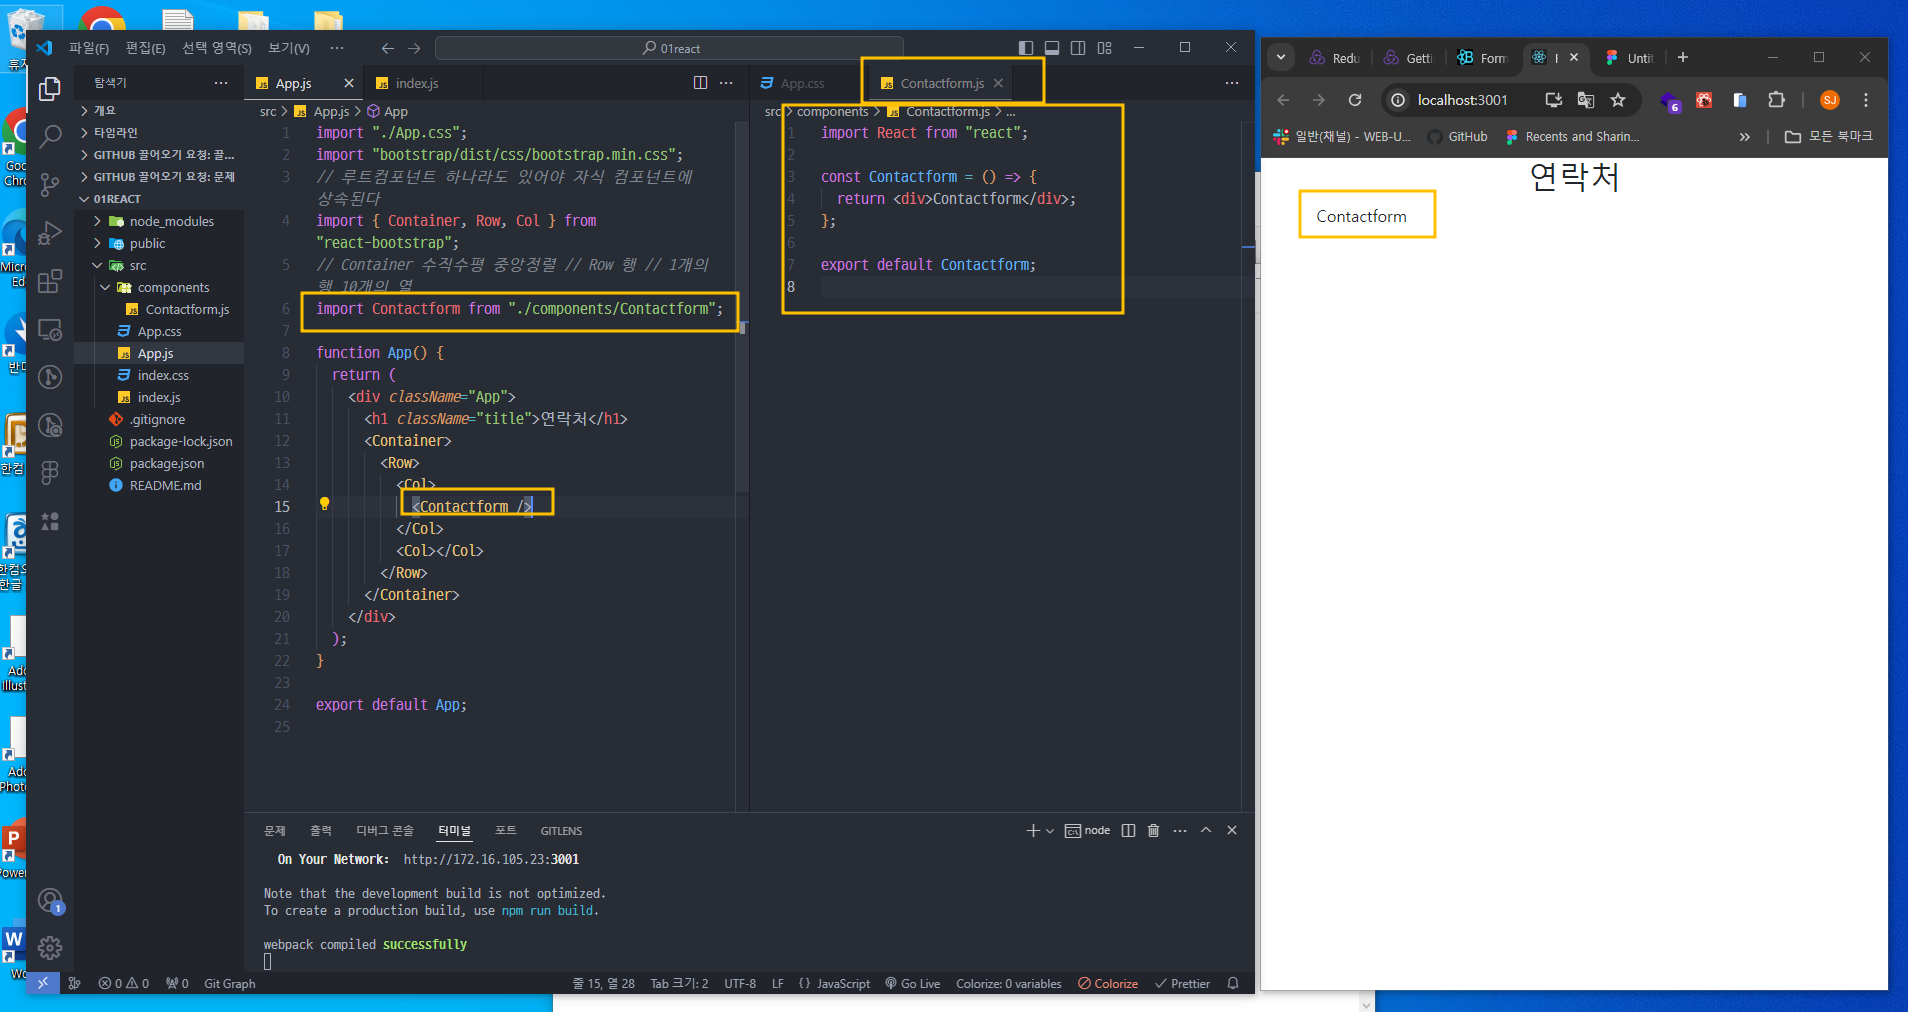 파일(F) 편집(E) 선택 영역(S) 보기(V) ··· 01react
탐색기
개요
타임라인
GITHUB 끌어오기 요청: 끌...
GITHUB 끌어오기 요청: 문제
01REACT
node_modules
public
src
components
Contactform.js
App.css
App.js
index.css
index.js
.gitignore
package-lock.json
package.json
README.md
App.js index.js
src > App.js > App
1 import "./App.css";
2 import "bootstrap/dist/css/bootstrap.min.css";
3 // 루트컴포넌트 하나라도 있어야 자식 컴포넌트에
상속된다
4 import { Container, Row, Col } from
"react-bootstrap";
5 // Container 수직수평 중앙정렬 // Row 행 // 1개의
행 10개의 열
6 import Contactform from "./components/Contactform";
7
8 function App() {
9 return (
10 <div className="App">
11 <h1 className="title">연락처</h1>
12 <Container>
13 <Row>
14 <Col>
15 <Contactform />
16 </Col>
17 <Col></Col>
18 </Row>
19 </Container>
20 </div>
21 );
22 }
23
24 export default App;
25
App.css Contactform.js
src > components > Contactform.js > ...
1 import React from "react";
2
3 const Contactform = () => {
4 return <div>Contactform</div>;
5 };
6
7 export default Contactform;
8
문제 출력 디버그 콘솔 터미널 포트 GITLENS
node
On Your Network: http://172.16.105.23:3001
Note that the development build is not optimized.
To create a production build, use npm run build.
webpack compiled successfully
1
0 0 0 Git Graph 줄 15, 열 28 Tab 크기: 2 UTF-8 LF {} JavaScript Go Live Colorize: 0 variables Colorize Prettier
Redu Getti Form Untit
localhost:3001 6 SJ
일반(채널) - WEB-U... GitHub Recents and Sharin... 모든 북마크
연락처
Contactform